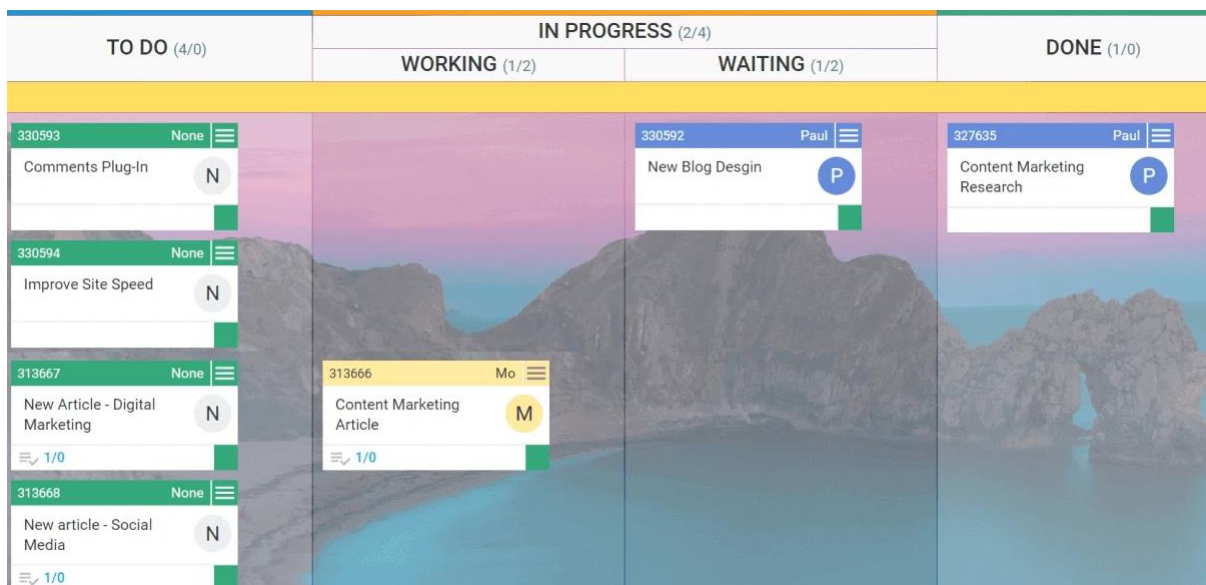 TO DO (4/0)
IN PROGRESS (2/4)
WORKING (1/2)
WAITING (1/2)
DONE (1/0)
330593 None
Comments Plug-In
N
330594 None
Improve Site Speed
N
313667 None
New Article - Digital
Marketing
N
1/0
313668 None
New article - Social
Media
N
1/0
313666 Mo
Content Marketing
Article
M
1/0
330592 Paul
New Blog Desgin
P
327635 Paul
Content Marketing
Research
P